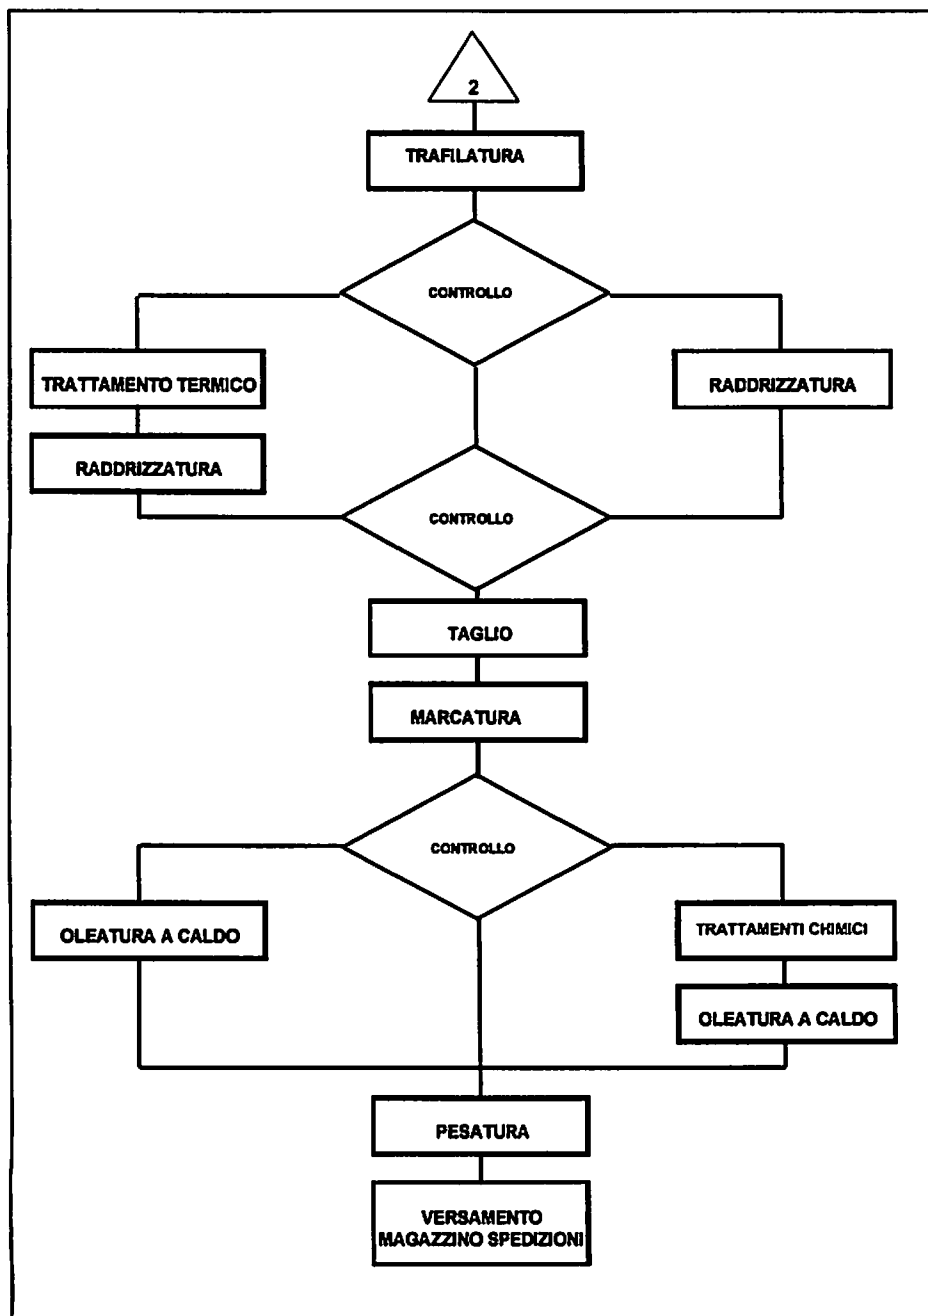 2
TRAFILATURA
CONTROLLO
TRATTAMENTO TERMICO
RADDRIZZATURA
RADDRIZZATURA
CONTROLLO
TAGLIO
MARCATURA
CONTROLLO
OLEATURA A CALDO
TRATTAMENTI CHIMICI
OLEATURA A CALDO
PESATURA
VERSAMENTO
MAGAZZINO SPEDIZIONI